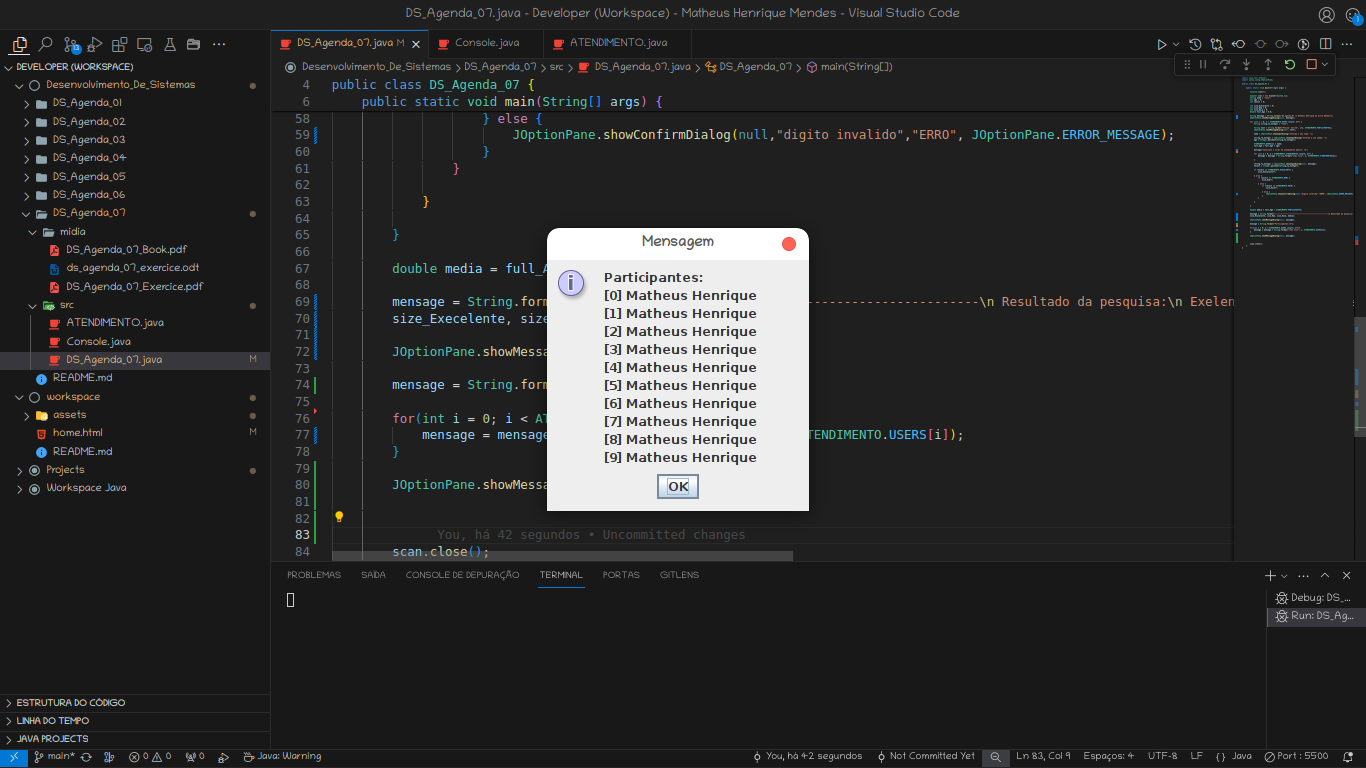 DS_Agenda_07.java - Developer (Workspace) - Matheus Henrique Mendes - Visual Studio Code
DEVELOPER (WORKSPACE)
Desenvolvimento_De_Sistemas
DS_Agenda_01
DS_Agenda_02
DS_Agenda_03
DS_Agenda_04
DS_Agenda_05
DS_Agenda_06
DS_Agenda_07
midia
DS_Agenda_07_Book.pdf
ds_agenda_07_exercice.odt
DS_Agenda_07_Exercice.pdf
src
ATENDIMENTO.java
Console.java
DS_Agenda_07.java M
README.md
workspace
assets
home.html M
README.md
Projects
Workspace Java
ESTRUTURA DO CÓDIGO
LINHA DO TEMPO
JAVA PROJECTS
DS_Agenda_07.java M
Console.java
ATENDIMENTO.java
Desenvolvimento_De_Sistemas > DS_Agenda_07 > src > DS_Agenda_07.java > DS_Agenda_07 > main(String[])
4 public class DS_Agenda_07 {
6 public static void main(String[] args) {
58 } else {
59 JOptionPane.showConfirmDialog(null,"digito invalido","ERRO", JOptionPane.ERROR_MESSAGE);
60 }
61 }
62
63 }
64
65 }
66
67 double media = full_A
68
69 mensage = String.form -----------------------\n Resultado da pesquisa:\n Exelen
70 size_Execelente, size
71
72 JOptionPane.showMessa
73
74 mensage = String.form
75
76 for(int i = 0; i < AT
77 mensage = mensage TENDIMENTO.USERS[i]);
78 }
79
80 JOptionPane.showMessa
81
82
83 You, há 42 segundos • Uncommitted changes
84 scan.close();
Mensagem
Participantes:
[0] Matheus Henrique
[1] Matheus Henrique
[2] Matheus Henrique
[3] Matheus Henrique
[4] Matheus Henrique
[5] Matheus Henrique
[6] Matheus Henrique
[7] Matheus Henrique
[8] Matheus Henrique
[9] Matheus Henrique
OK
PROBLEMAS SAÍDA CONSOLE DE DEPURAÇÃO TERMINAL PORTAS GITLENS
Debug: DS_...
Run: DS_Ag...
main* 0 0 0 Java: Warning You, há 42 segundos Not Committed Yet Ln 83, Col 9 Espaços: 4 UTF-8 LF {} Java Port : 5500